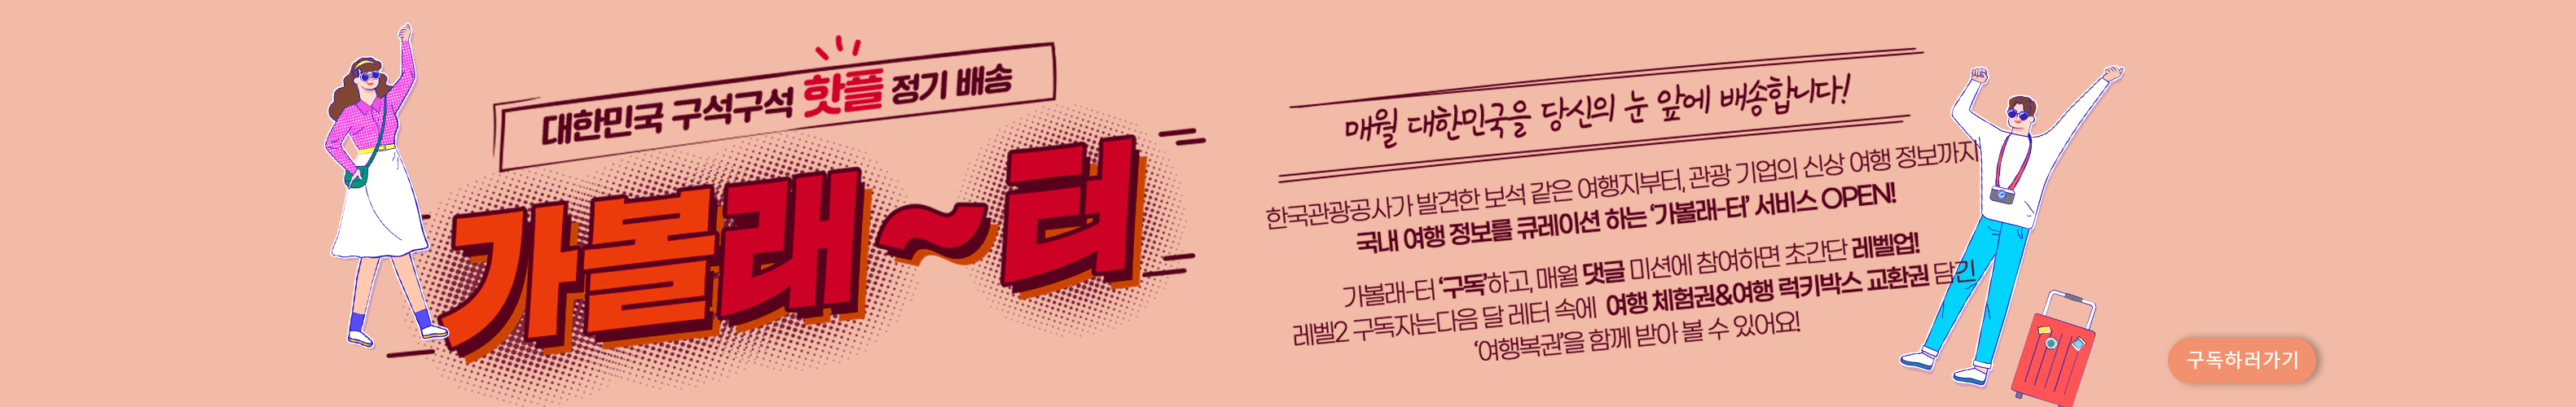 대한민국 구석구석 핫플 정기 배송
가볼래~터
매월 대한민국을 당신의 눈 앞에 배송합니다!
한국관광공사가 발견한 보석 같은 여행지부터, 관광 기업의 신상 여행 정보까지
국내 여행 정보를 큐레이션 하는 '가볼래-터' 서비스 OPEN!
가볼래-터 '구독'하고, 매월 댓글 미션에 참여하면 초간단 레벨업!
레벨2 구독자는다음 달 레터 속에 여행 체험권&여행 럭키박스 교환권 담긴
'여행복권'을 함께 받아 볼 수 있어요!
구독하러가기